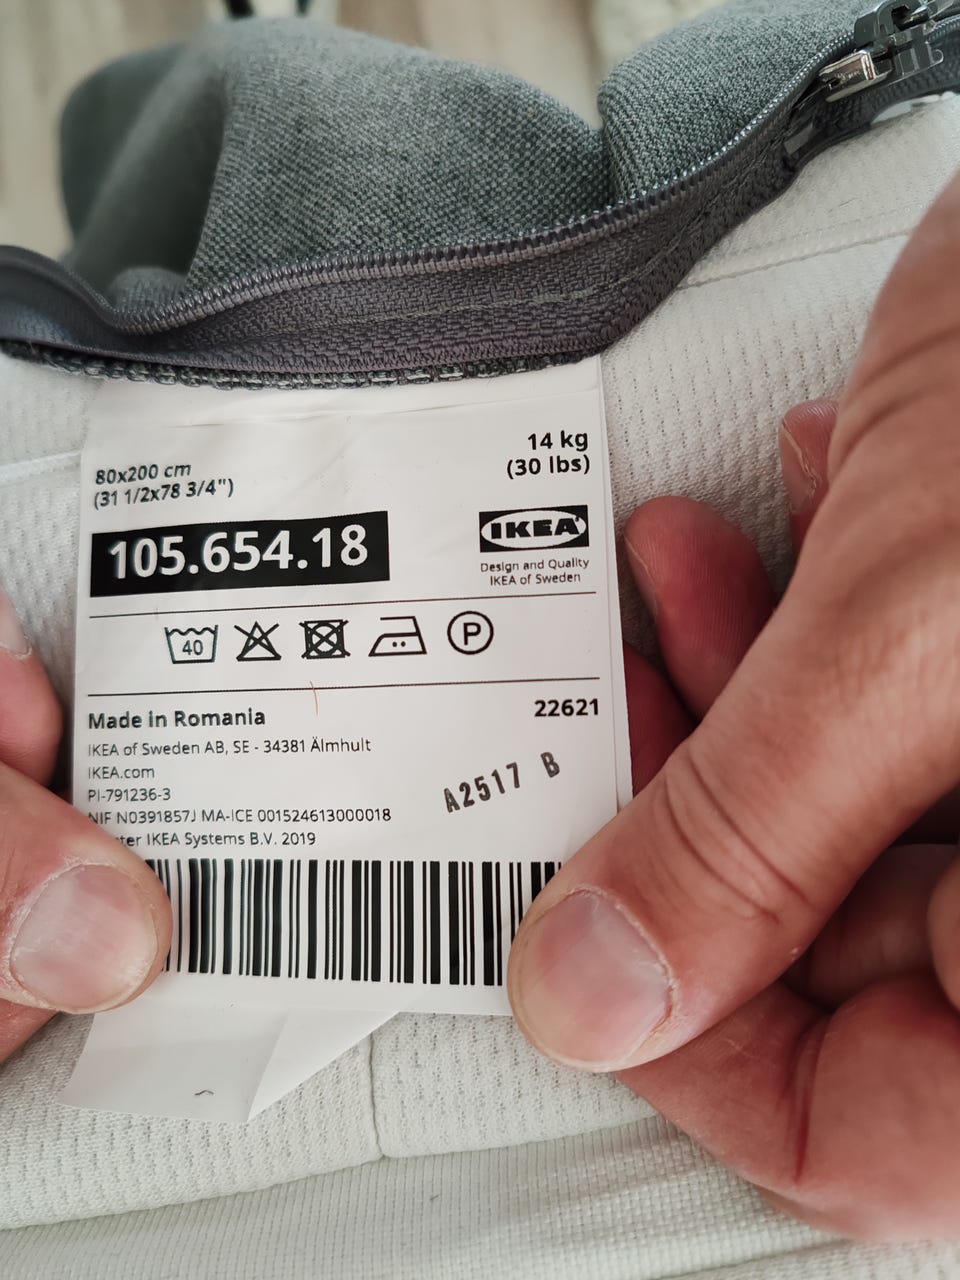 80x200 cm
(31 1/2x78 3/4")
14 kg
(30 lbs)
105.654.18
IKEA
Design and Quality
IKEA of Sweden
40
P
Made in Romania
22621
IKEA of Sweden AB, SE - 34381 Älmhult
IKEA.com
PI-791236-3
A2517 B
NIF N0391857J MA-ICE 001524613000018
IKEA Systems B.V. 2019